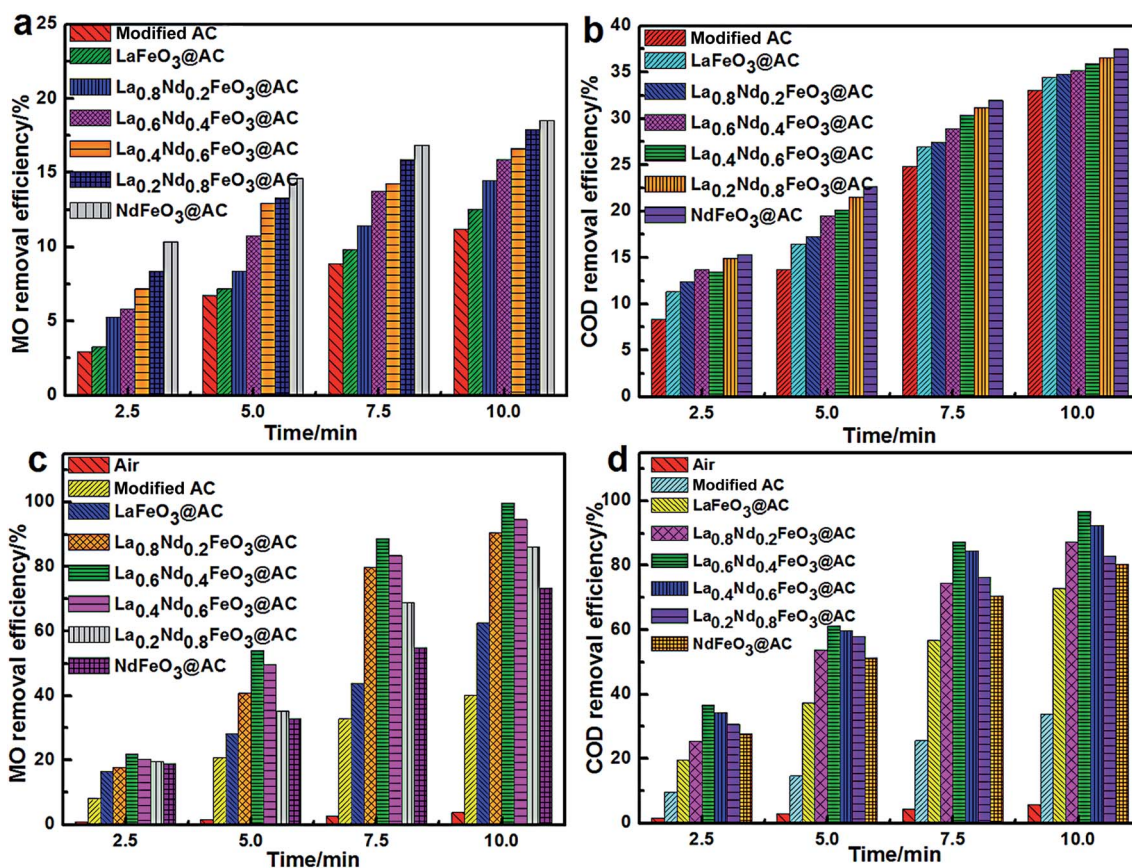 a
25
20
15
10
5
0
MO removal efficiency/%
Modified AC
LaFeO3@AC
La0.8Nd0.2FeO3@AC
La0.6Nd0.4FeO3@AC
La0.4Nd0.6FeO3@AC
La0.2Nd0.8FeO3@AC
NdFeO3@AC
2.5 5.0 7.5 10.0
Time/min
b
40
35
30
25
20
15
10
5
0
COD removal efficiency/%
Modified AC
LaFeO3@AC
La0.8Nd0.2FeO3@AC
La0.6Nd0.4FeO3@AC
La0.4Nd0.6FeO3@AC
La0.2Nd0.8FeO3@AC
NdFeO3@AC
2.5 5.0 7.5 10.0
Time/min
c
100
80
60
40
20
0
MO removal efficiency/%
Air
Modified AC
LaFeO3@AC
La0.8Nd0.2FeO3@AC
La0.6Nd0.4FeO3@AC
La0.4Nd0.6FeO3@AC
La0.2Nd0.8FeO3@AC
NdFeO3@AC
2.5 5.0 7.5 10.0
Time/min
d
100
80
60
40
20
0
COD removal efficiency/%
Air
Modified AC
LaFeO3@AC
La0.8Nd0.2FeO3@AC
La0.6Nd0.4FeO3@AC
La0.4Nd0.6FeO3@AC
La0.2Nd0.8FeO3@AC
NdFeO3@AC
2.5 5.0 7.5 10.0
Time/min